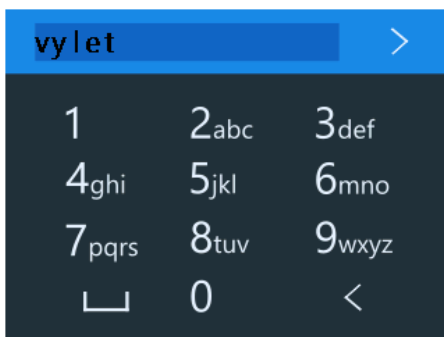 vylet >
1 2abc 3def
4ghi 5jkl 6mno
7pqrs 8tuv 9wxyz
0 <